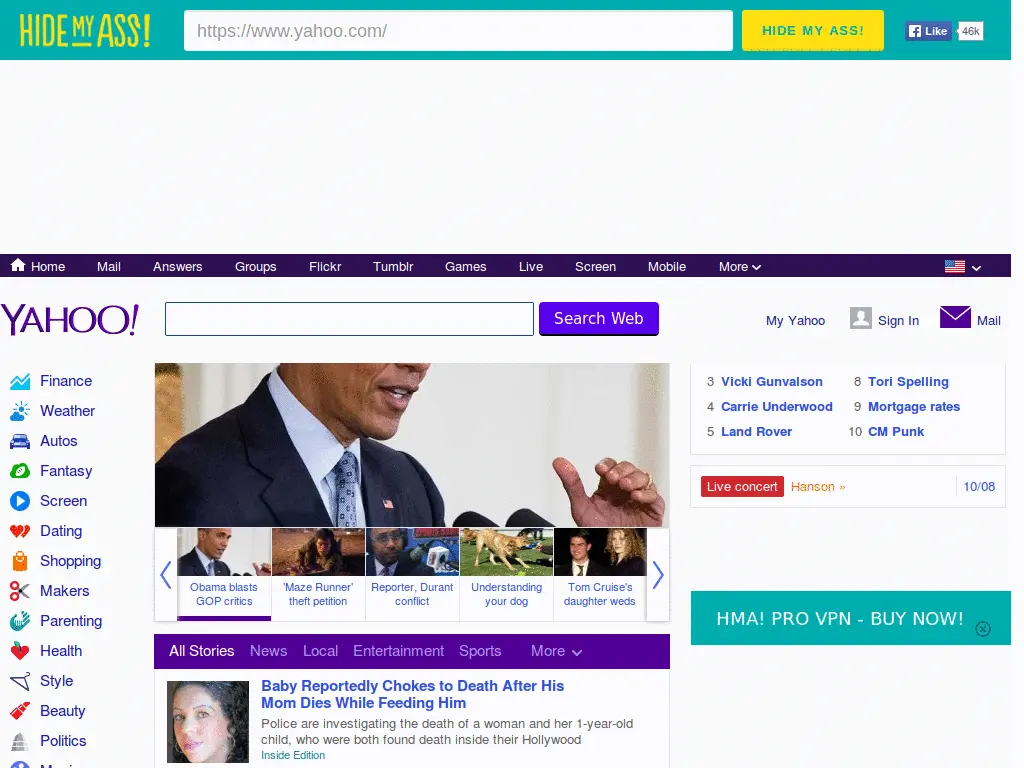 HIDE MY ASS!
https://www.yahoo.com/
HIDE MY ASS!
Like
46k
Home Mail Answers Groups Flickr Tumblr Games Live Screen Mobile More
YAHOO!
Search Web
My Yahoo Sign In Mail
Finance
Weather
Autos
Fantasy
Screen
Dating
Shopping
Makers
Parenting
Health
Style
Beauty
Politics
Obama blasts
GOP critics
'Maze Runner'
theft petition
Reporter, Durant
conflict
Understanding
your dog
Tom Cruise's
daughter weds
All Stories News Local Entertainment Sports More
Baby Reportedly Chokes to Death After His
Mom Dies While Feeding Him
Police are investigating the death of a woman and her 1-year-old
child, who were both found death inside their Hollywood
Inside Edition
3 Vicki Gunvalson 8 Tori Spelling
4 Carrie Underwood 9 Mortgage rates
5 Land Rover 10 CM Punk
Live concert Hanson » 10/08
HMA! PRO VPN - BUY NOW!